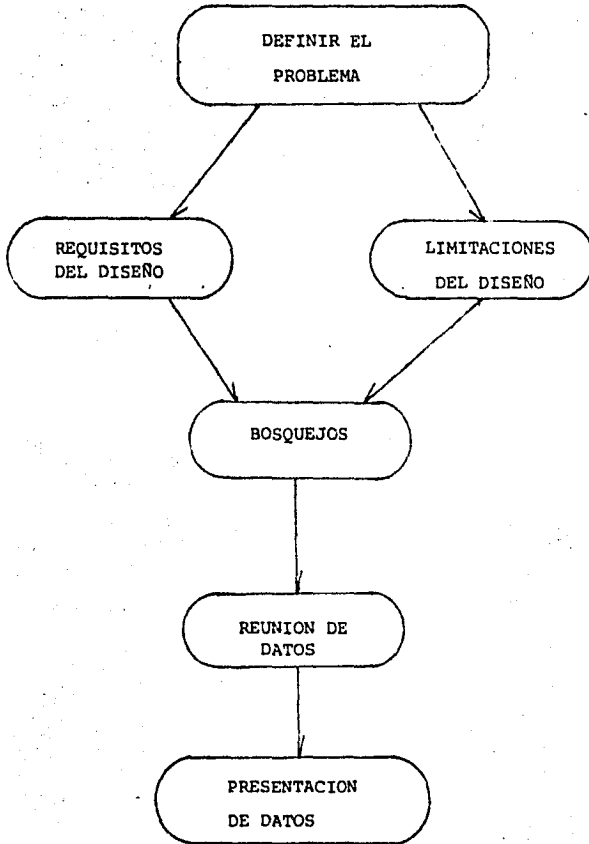 DEFINIR EL
PROBLEMA
REQUISITOS
DEL DISEÑO
LIMITACIONES
DEL DISEÑO
BOSQUEJOS
REUNION DE
DATOS
PRESENTACION
DE DATOS